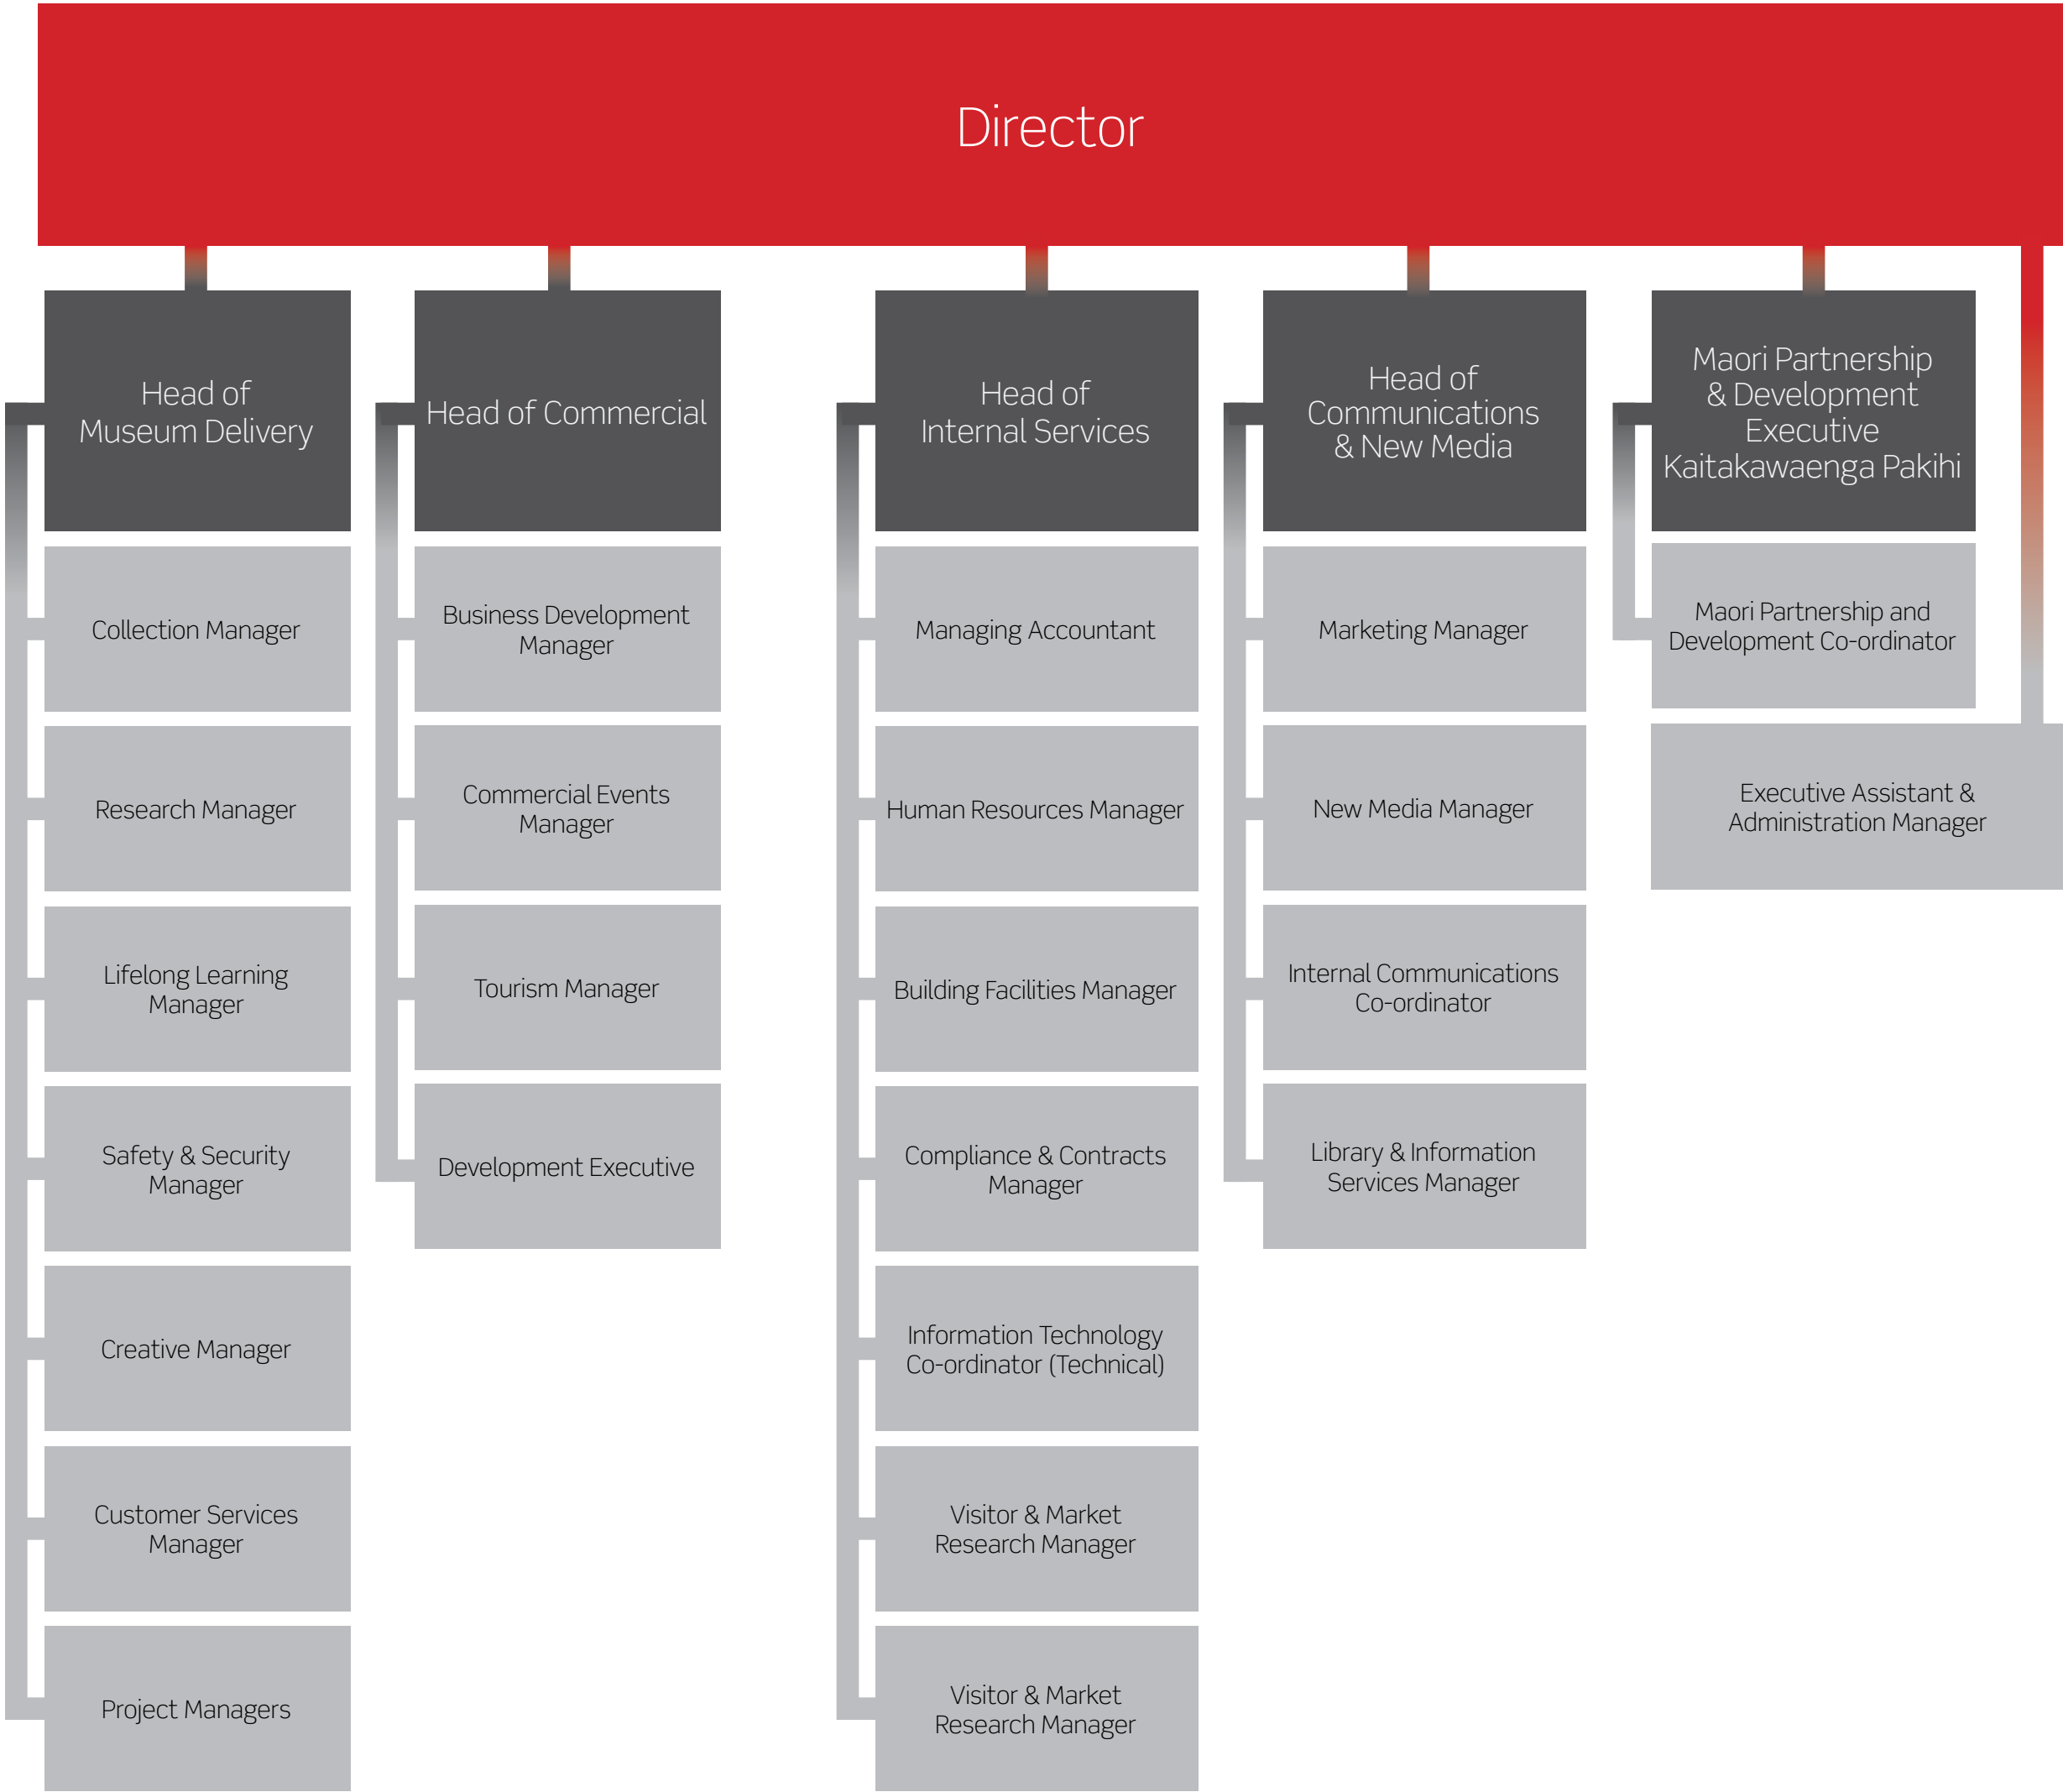 Director
Head of
Museum Delivery
Collection Manager
Research Manager
Lifelong Learning
Manager
Safety & Security
Manager
Creative Manager
Customer Services
Manager
Project Managers
Head of Commercial
Business Development
Manager
Commercial Events
Manager
Tourism Manager
Development Executive
Head of
Internal Services
Managing Accountant
Human Resources Manager
Building Facilities Manager
Compliance & Contracts
Manager
Information Technology
Co-ordinator (Technical)
Visitor & Market
Research Manager
Visitor & Market
Research Manager
Head of
Communications
& New Media
Marketing Manager
New Media Manager
Internal Communications
Co-ordinator
Library & Information
Services Manager
Maori Partnership
& Development
Executive
Kaitakawaenga Pakihi
Maori Partnership and
Development Co-ordinator
Executive Assistant &
Administration Manager